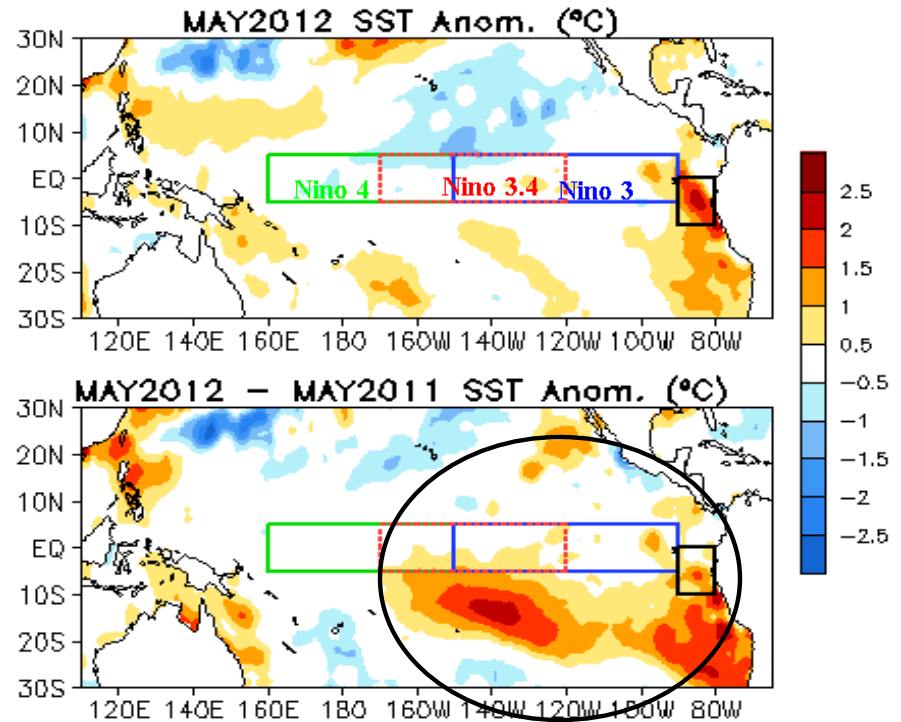 MAY2012 SST Anom. (ºC)
30N
20N
10N
EQ
10S
20S
30S
Nino 4
Nino 3.4
Nino 3
120E 140E 160E 180 160W 140W 120W 100W 80W
MAY2012 – MAY2011 SST Anom. (ºC)
30N
20N
10N
EQ
10S
20S
30S
120E 140E 160E 180 160W 140W 120W 100W 80W
2.5
2
1.5
1
0.5
−0.5
−1
−1.5
−2
−2.5